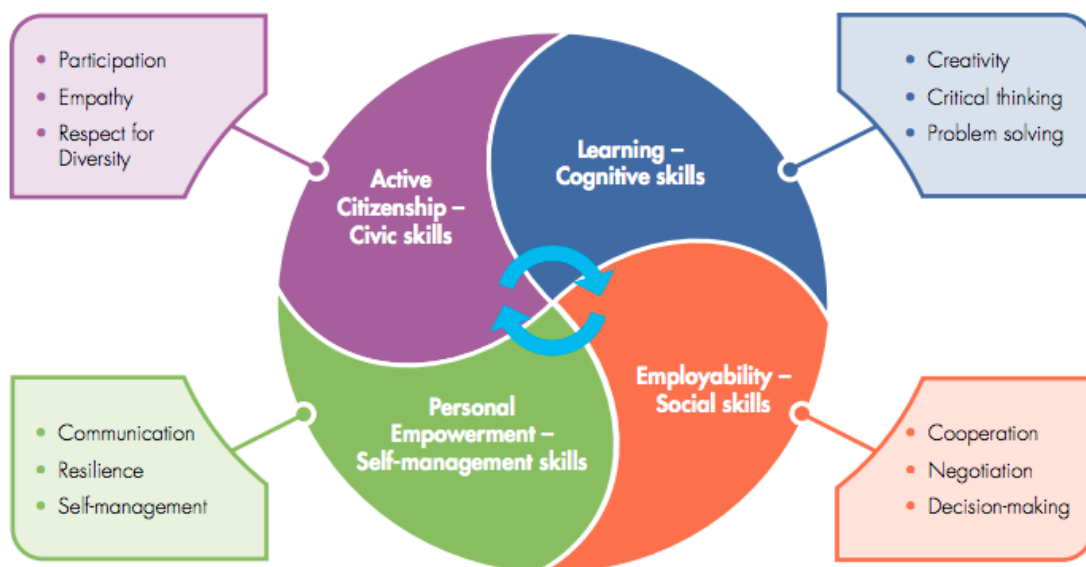 Participation
Empathy
Respect for
Diversity
Creativity
Critical thinking
Problem solving
Active
Citizenship –
Civic skills
Learning –
Cognitive skills
Personal
Empowerment –
Self-management skills
Employability –
Social skills
Communication
Resilience
Self-management
Cooperation
Negotiation
Decision-making